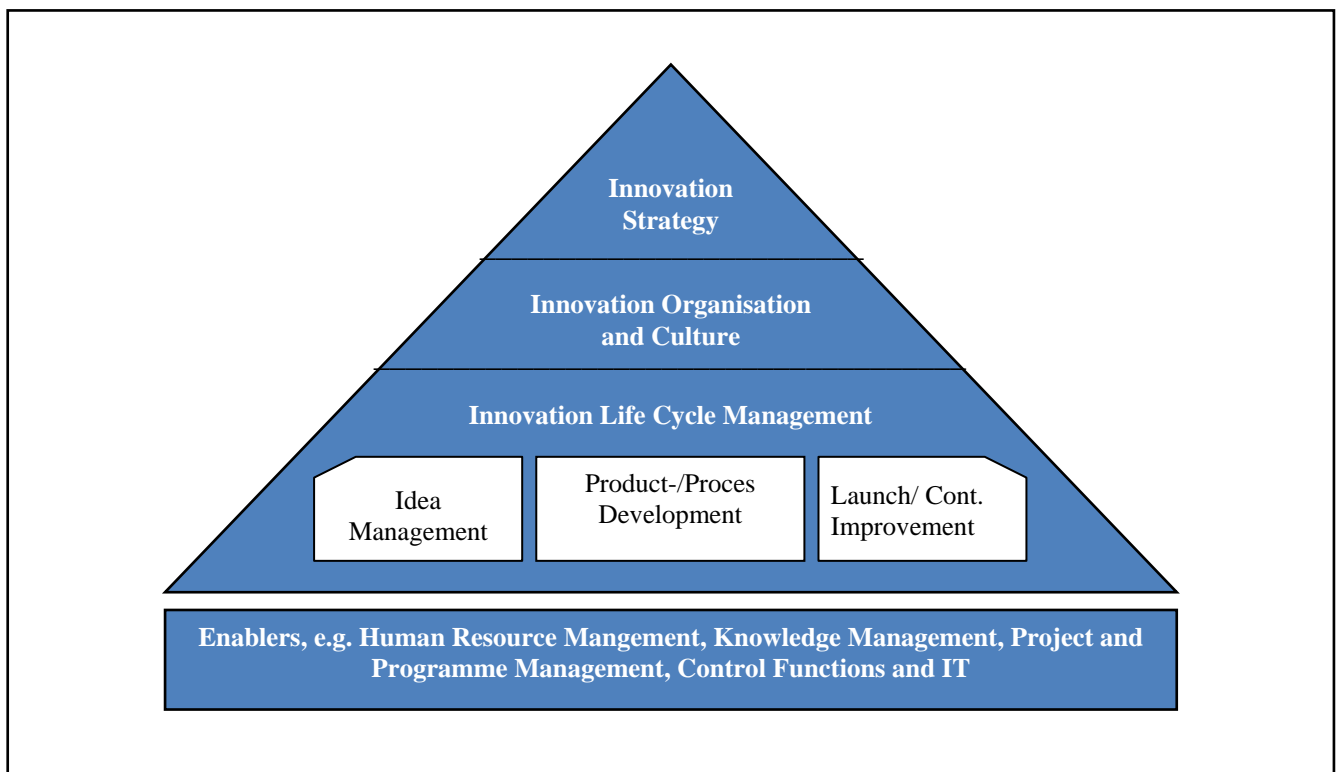 Innovation
Strategy
Innovation Organisation
and Culture
Innovation Life Cycle Management
Idea
Management
Product-/Proces
Development
Launch/ Cont.
Improvement
Enablers, e.g. Human Resource Mangement, Knowledge Management, Project and
Programme Management, Control Functions and IT